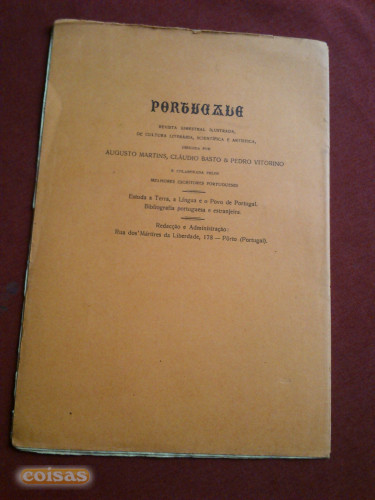 PORTUCALE
REVISTA BIMESTRAL ILUSTRADA,
DE CULTURA LITERÁRIA, SCIENTÍFICA E ARTÍSTICA,
DIRIGIDA POR
AUGUSTO MARTINS, CLÁUDIO BASTO & PEDRO VITORINO
E COLABORADA PELOS
MELHORES ESCRITORES PORTUGUESES
Estuda a Terra, a Língua e o Povo de Portugal.
Bibliografia portuguesa e estranjeira.
Redacção e Administração:
Rua dos Mártires da Liberdade, 178 — Pôrto (Portugal).
coisas